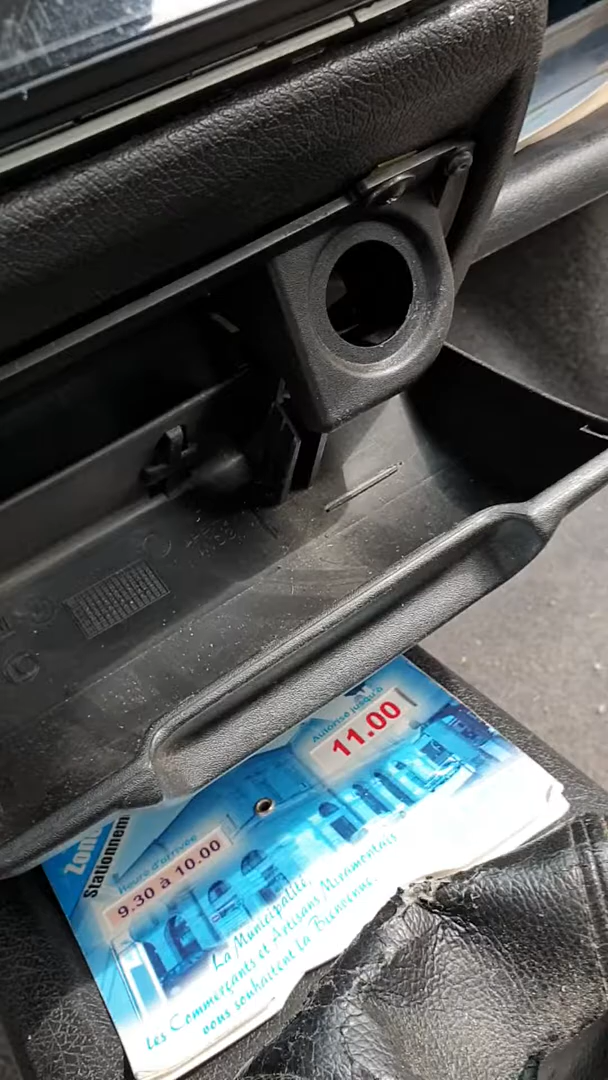 Autorisé jusqu'à
11.00
Zone
Stationnem
Heure d'arrivée
9.30 à 10.00
La Municipalité,
les Commerçants et Artisans Miramontais
vous souhaitent la Bienvenue.